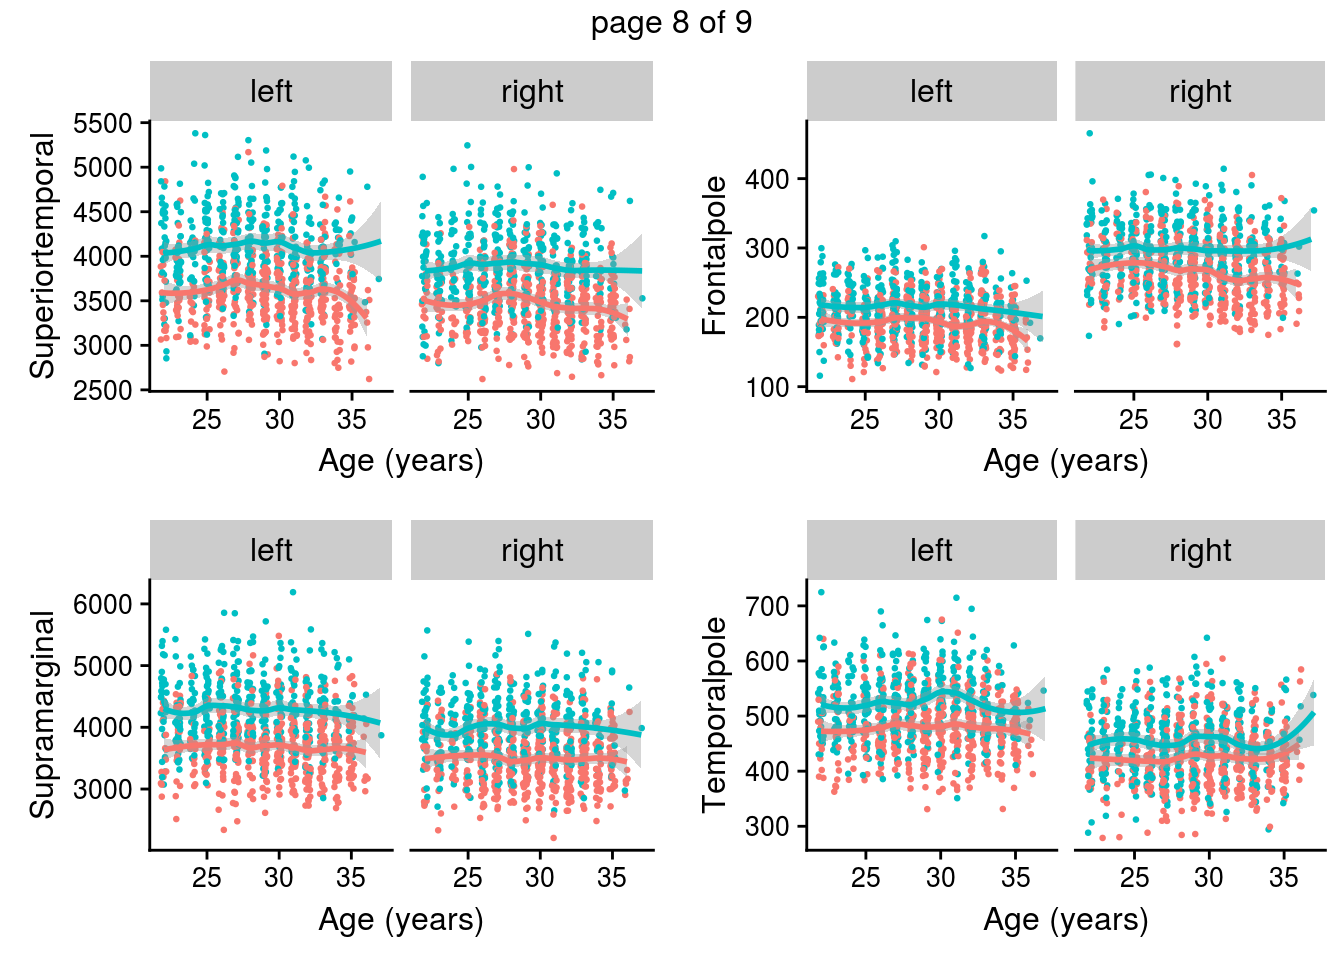 page 8 of 9
left right
Superiortemporal
5500
5000
4500
4000
3500
3000
2500
25 30 35 25 30 35
Age (years)
left right
Frontalpole
400
300
200
100
25 30 35 25 30 35
Age (years)
left right
Supramarginal
6000
5000
4000
3000
25 30 35 25 30 35
Age (years)
left right
Temporalpole
700
600
500
400
300
25 30 35 25 30 35
Age (years)